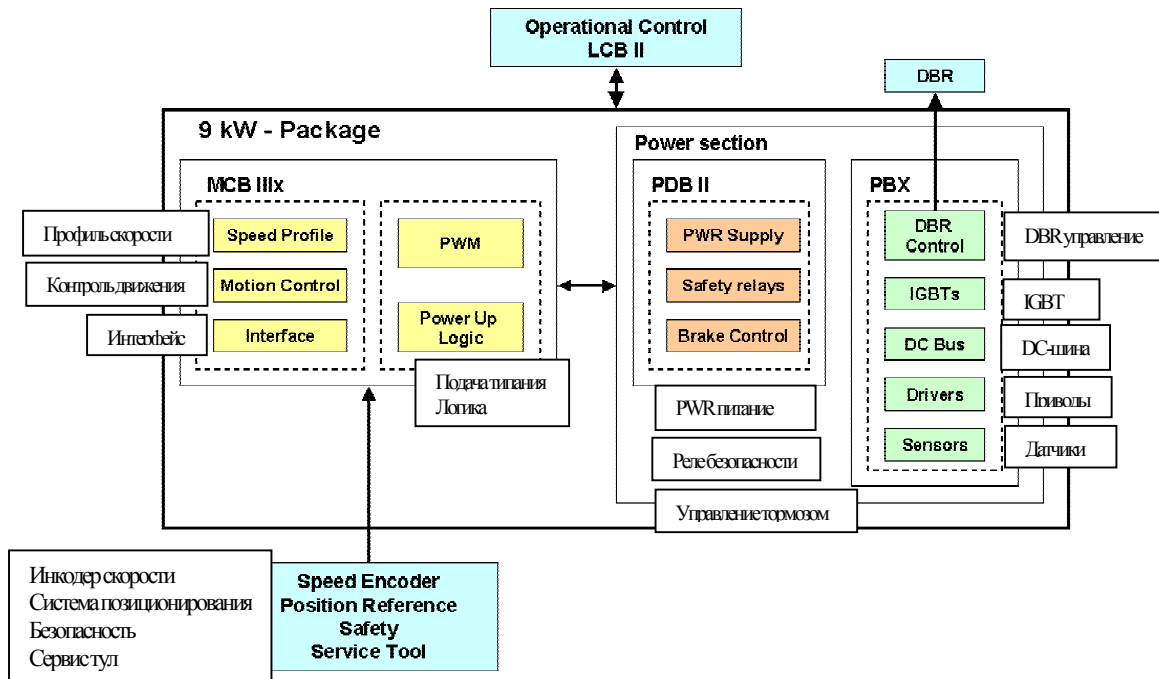 Operational Control
LCB II
DBR
9 kW - Package
Power section
MCB IIIx
PDB II
PBX
Профиль скорости
Speed Profile
PWM
PWR Supply
DBR
Control
DBR управление
Контроль движения
Motion Control
Safety relays
IGBTs
IGBT
Интерфейс
Interface
Power Up
Logic
Brake Control
DC Bus
DC-шина
Подача типания
Логика
PWR питание
Drivers
Приводы
Реле безопасности
Sensors
Датчики
Управление тормозом
Инкодер скорости
Система позиционирования
Безопасность
Сервис тул
Speed Encoder
Position Reference
Safety
Service Tool